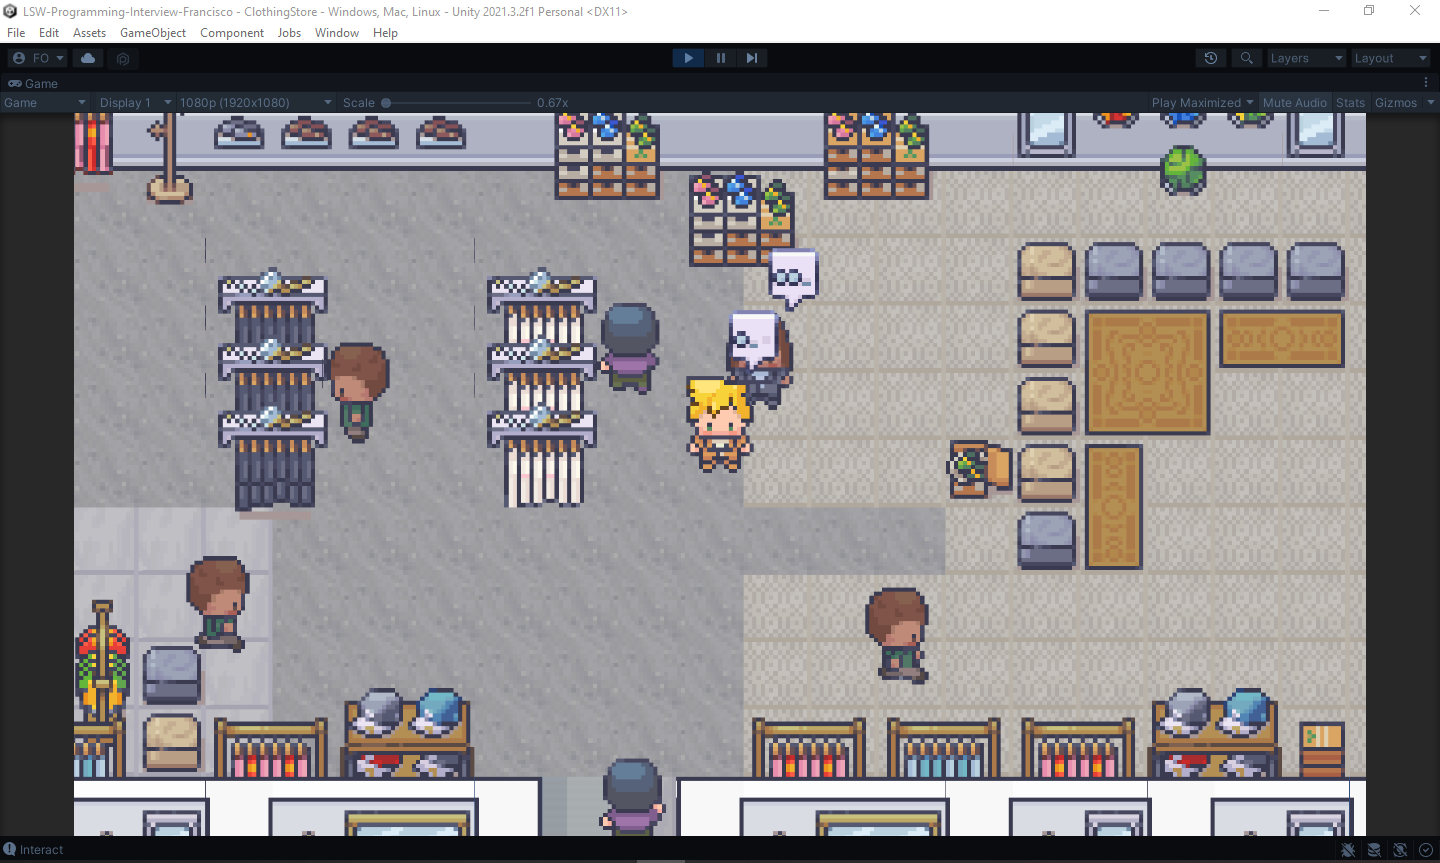 LSW-Programming-Interview-Francisco - ClothingStore - Windows, Mac, Linux - Unity 2021.3.2f1 Personal <DX11>
File Edit Assets GameObject Component Jobs Window Help
FO Layers Layout
Game
Game Display 1 1080p (1920x1080) Scale 0.67x Play Maximized Mute Audio Stats Gizmos
Interact